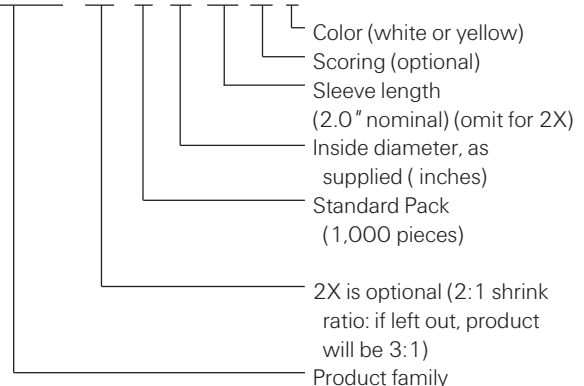 Color (white or yellow)
Scoring (optional)
Sleeve length
(2.0" nominal) (omit for 2X)
Inside diameter, as
supplied ( inches)
Standard Pack
(1,000 pieces)
2X is optional (2:1 shrink
ratio: if left out, product
will be 3:1)
Product family